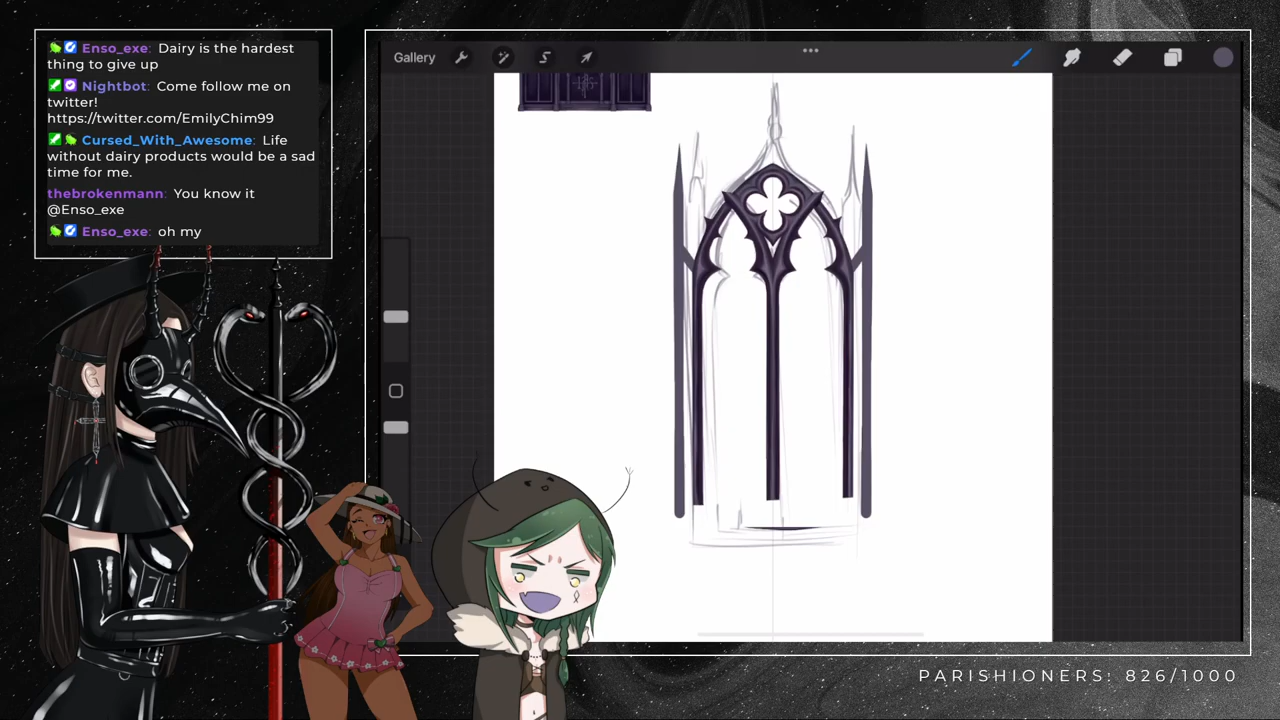 Enso_exe: Dairy is the hardest
thing to give up
Nightbot: Come follow me on
twitter!
https://twitter.com/EmilyChim99
Cursed_With_Awesome: Life
without dairy products would be a sad
time for me.
thebrokenmann: You know it
@Enso_exe
Enso_exe: oh my
Gallery
PARISHIONERS: 826/1000